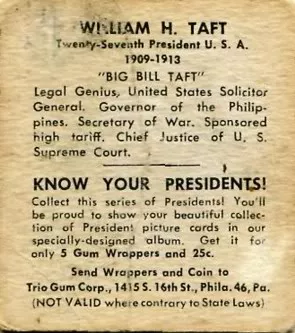 WILLIAM H. TAFT
Twenty-Seventh President U. S. A.
1909-1913
"BIG BILL TAFT"
Legal Genius, United States Solicitor
General. Governor of the Philip-
pines. Secretary of War. Sponsored
high tariff. Chief Justice of U. S.
Supreme Court.
KNOW YOUR PRESIDENTS!
Collect this series of Presidents! You'll
be proud to show your beautiful collec-
tion of President picture cards in our
specially-designed album. Get it for
only 5 Gum Wrappers and 25c.
Send Wrappers and Coin to
Trio Gum Corp., 1415 S. 16th St., Phila. 46, Pa.
(NOT VALID where contrary to State Laws)